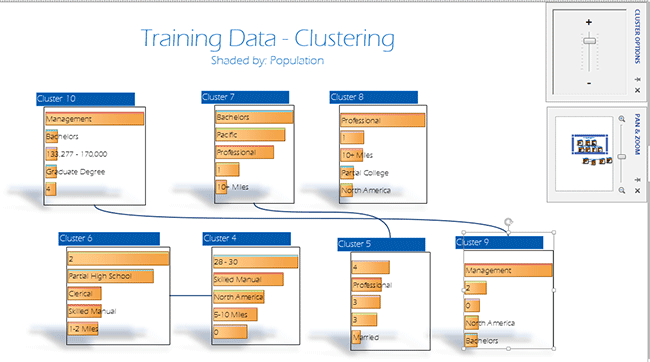 Training Data - Clustering
Shaded by: Population
+
-
CLUSTER OPTIONS
PAN & ZOOM
Cluster 10
Management
Bachelors
133,277 - 170,000
Graduate Degree
4
Cluster 7
Bachelors
Pacific
Professional
1
10+ Miles
Cluster 8
Professional
1
10+ Miles
Partial College
North America
Cluster 6
2
Partial High School
Clerical
Skilled Manual
1-2 Miles
Cluster 4
28 - 30
Skilled Manual
North America
5-10 Miles
0
Cluster 5
4
Professional
3
3
Married
Cluster 9
Management
2
0
North America
Bachelors